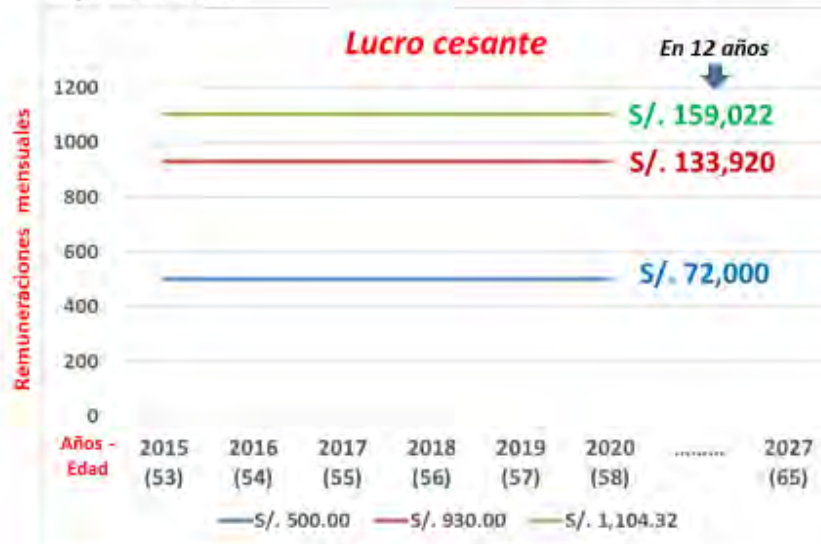 Lucro cesante
En 12 años
Remuneraciones mensuales
1200
1000
800
600
400
200
0
S/. 159,022
S/. 133,920
S/. 72,000
Años - Edad
2015 2016 2017 2018 2019 2020 ......... 2027
(53) (54) (55) (56) (57) (58) (65)
S/. 500.00 S/. 930.00 S/. 1,104.32